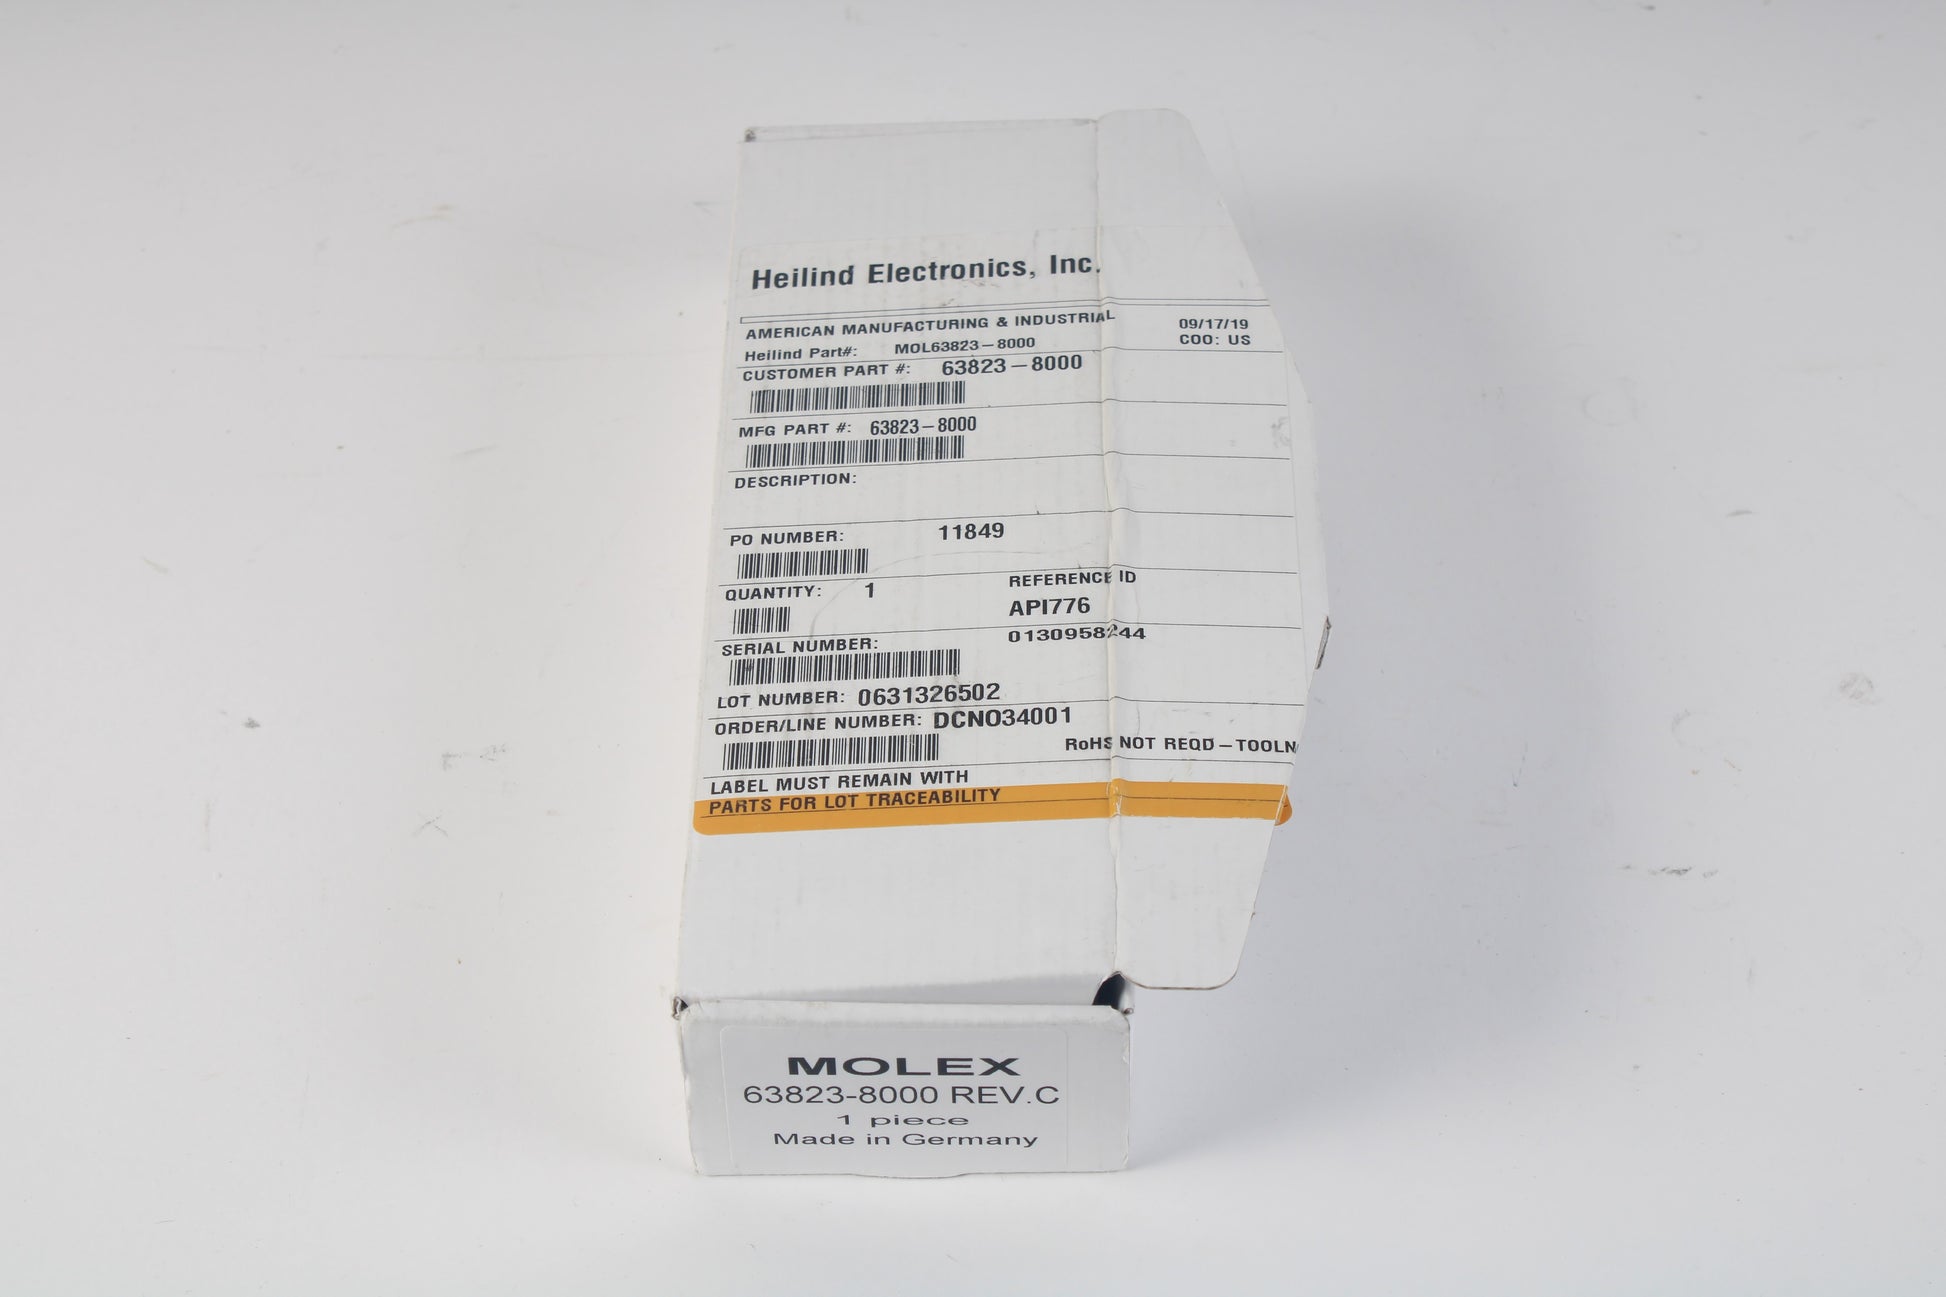 Heilind Electronics, Inc.
AMERICAN MANUFACTURING & INDUSTRIAL
09/17/19
Heilind Part#: MOL63823-8000
COO: US
CUSTOMER PART #: 63823-8000
MFG PART #: 63823-8000
DESCRIPTION:
PO NUMBER: 11849
QUANTITY: 1
REFERENCE ID
API776
SERIAL NUMBER:
0130958244
LOT NUMBER: 0631326502
ORDER/LINE NUMBER: DCNO34001
RoHS NOT REQD-TOOLN
LABEL MUST REMAIN WITH
PARTS FOR LOT TRACEABILITY
MOLEX
63823-8000 REV.C
1 piece
Made in Germany